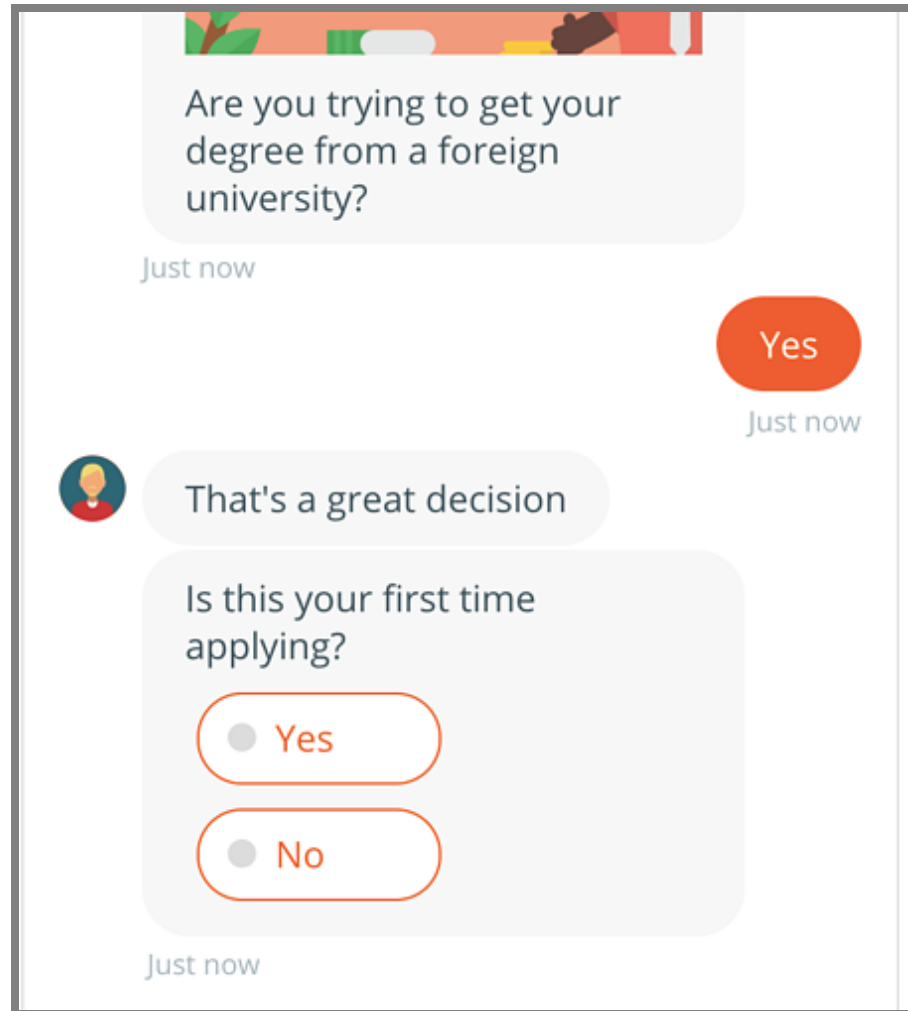 Are you trying to get your
degree from a foreign
university?
Just now
Yes
Just now
That's a great decision
Is this your first time
applying?
Yes
No
Just now